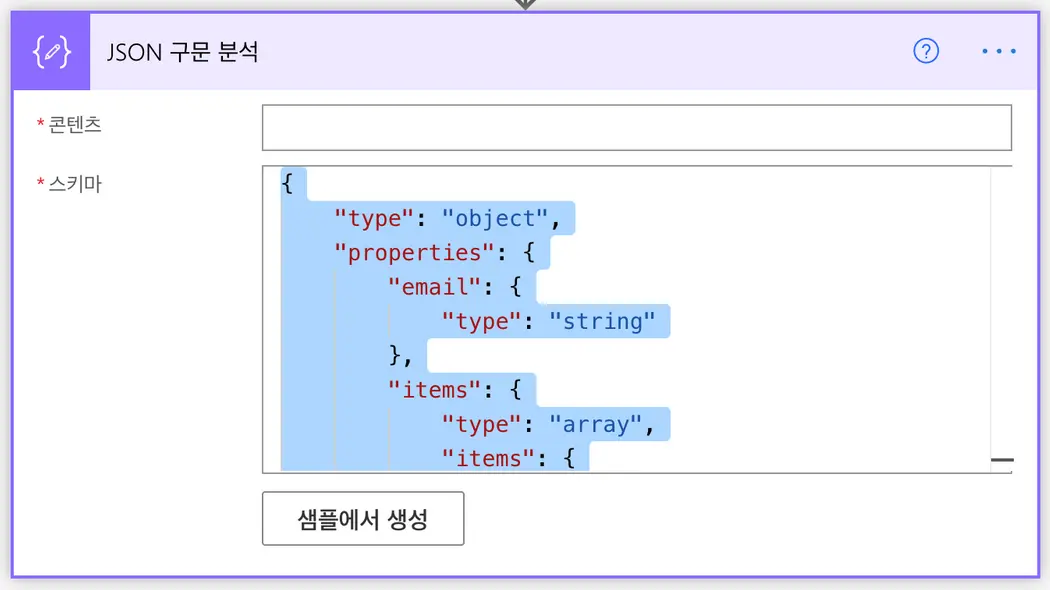 JSON 구문 분석
?
* 콘텐츠
* 스키마
{
"type": "object",
"properties": {
"email": {
"type": "string"
},
"items": {
"type": "array",
"items": {
샘플에서 생성